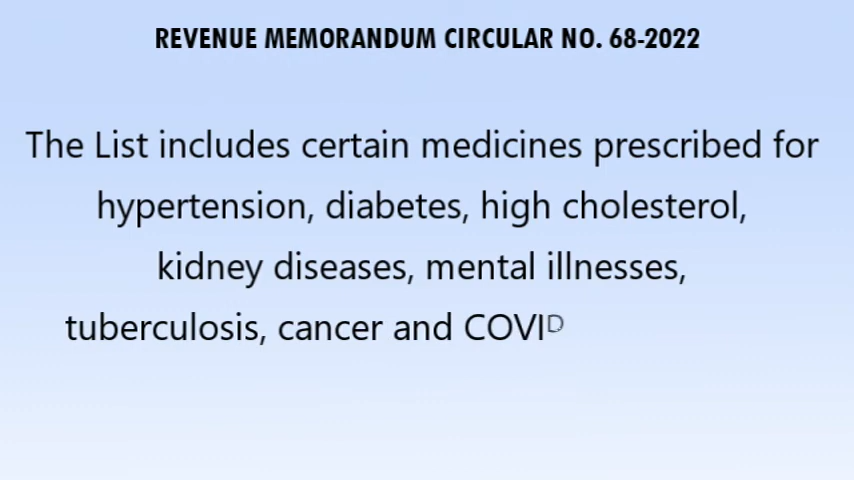 REVENUE MEMORANDUM CIRCULAR NO. 68-2022
The List includes certain medicines prescribed for
hypertension, diabetes, high cholesterol,
kidney diseases, mental illnesses,
tuberculosis, cancer and COVID